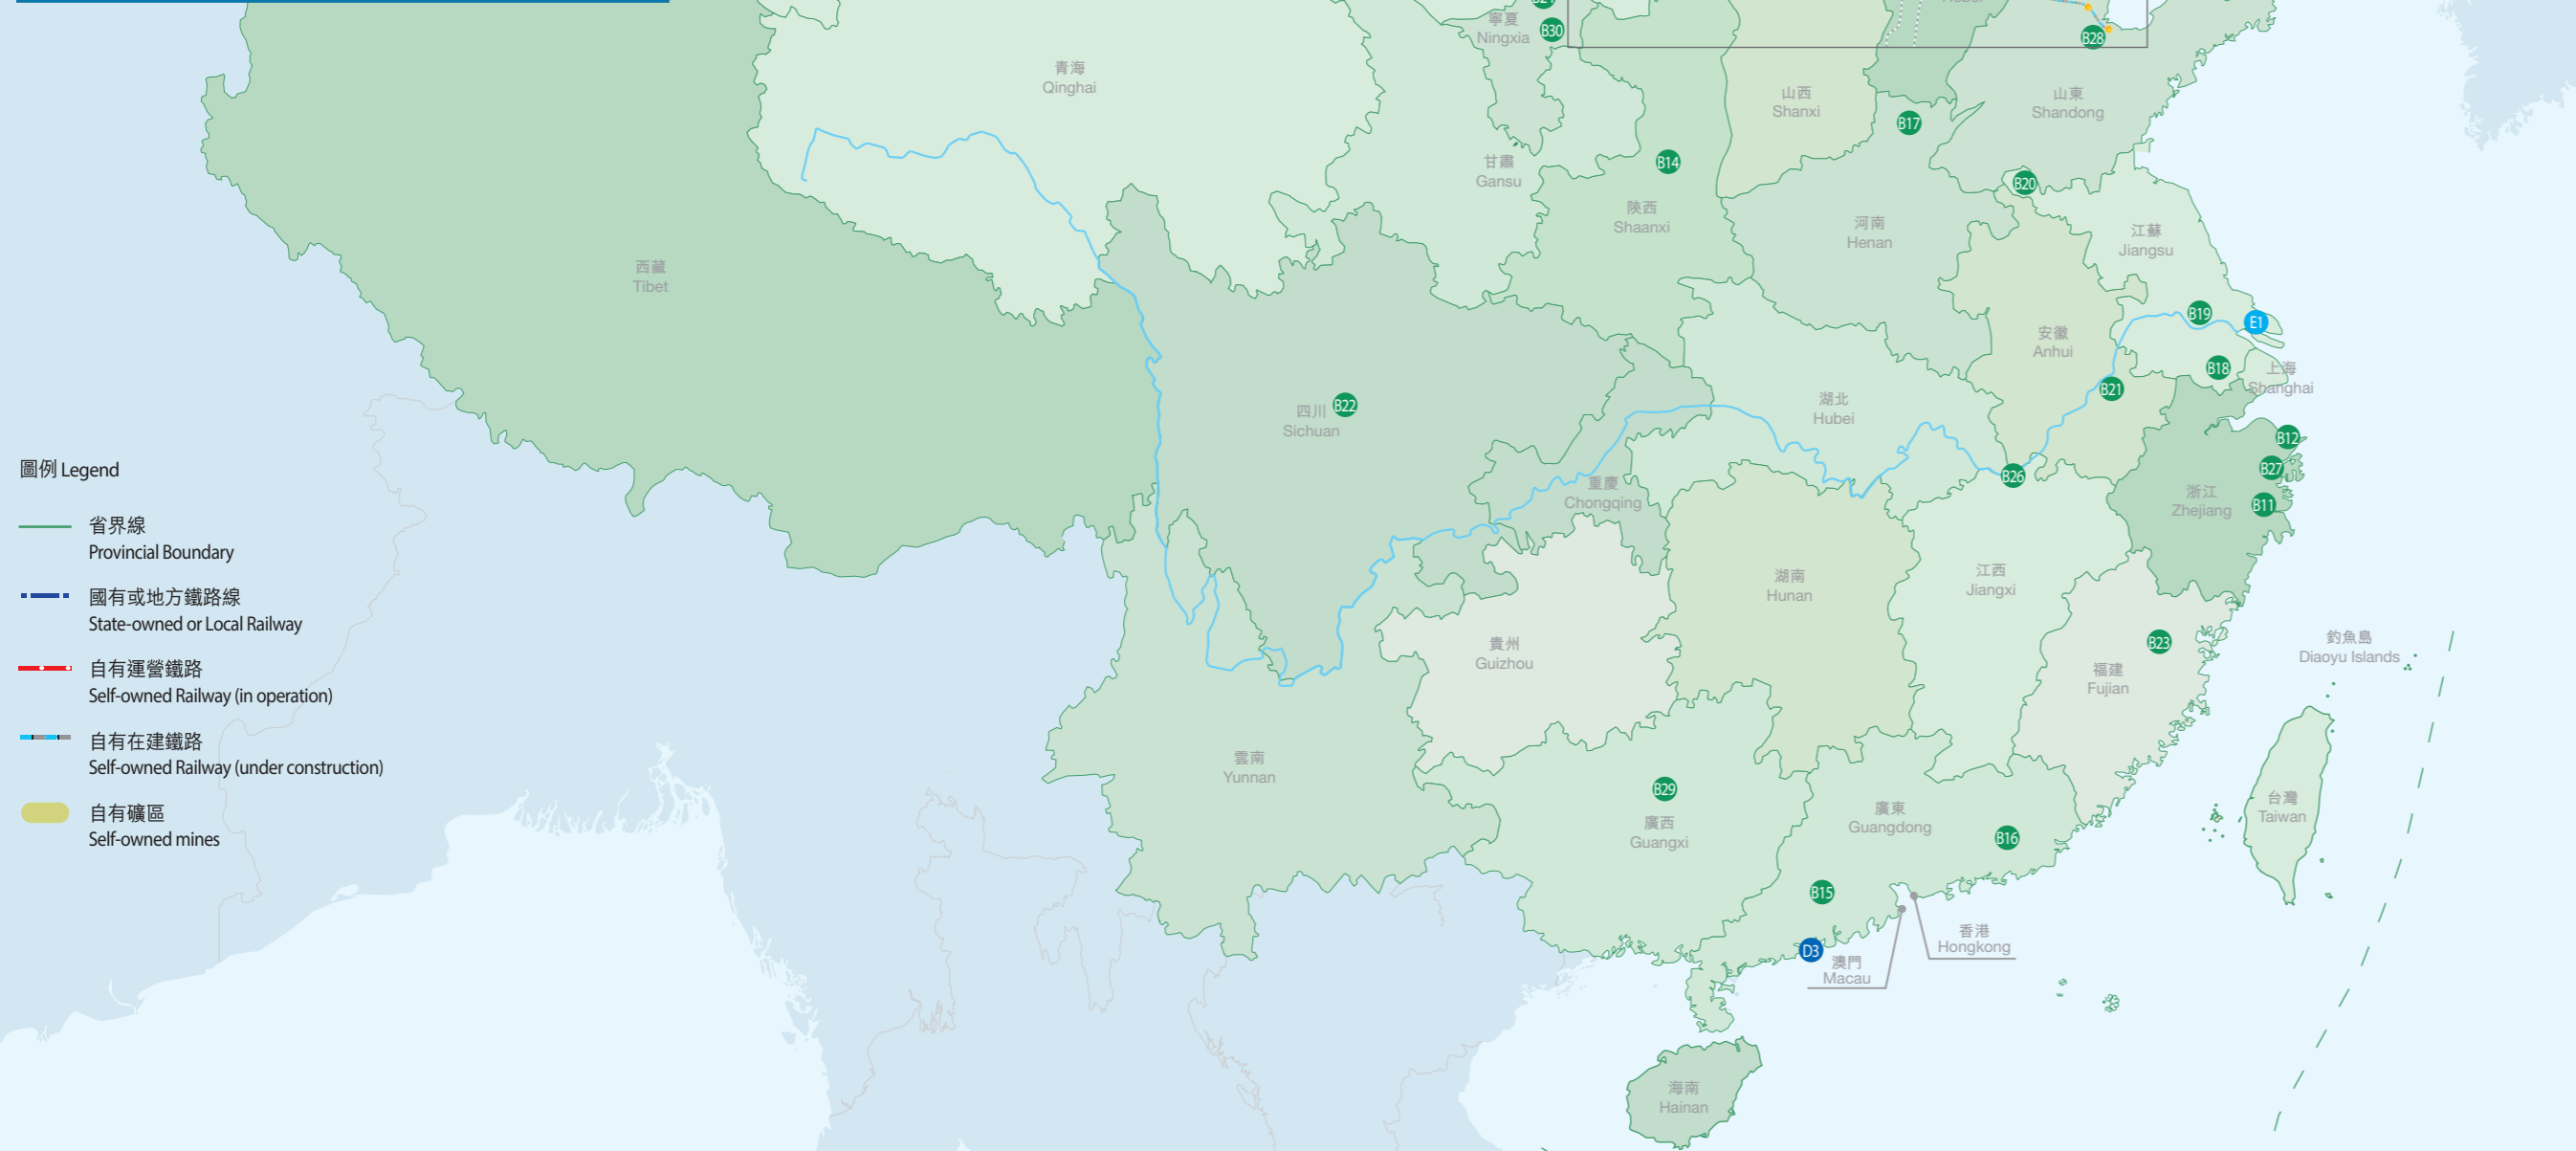 寧夏
Ningxia
B30
B28
青海
Qinghai
山西
Shanxi
山東
Shandong
B17
甘肅
Gansu
B14
B20
陝西
Shaanxi
河南
Henan
江蘇
Jiangsu
西藏
Tibet
B19
E1
安徽
Anhui
B18
上海
Shanghai
B21
四川
Sichuan
B22
湖北
Hubei
B12
B27
B26
重慶
Chongqing
浙江
Zhejiang
B11
圖例 Legend
省界線
Provincial Boundary
國有或地方鐵路線
State-owned or Local Railway
自有運營鐵路
Self-owned Railway (in operation)
自有在建鐵路
Self-owned Railway (under construction)
自有礦區
Self-owned mines
湖南
Hunan
江西
Jiangxi
貴州
Guizhou
B23
福建
Fujian
釣魚島
Diaoyu Islands
雲南
Yunnan
B29
廣西
Guangxi
廣東
Guangdong
B16
台灣
Taiwan
B15
D3
香港
Hongkong
澳門
Macau
海南
Hainan